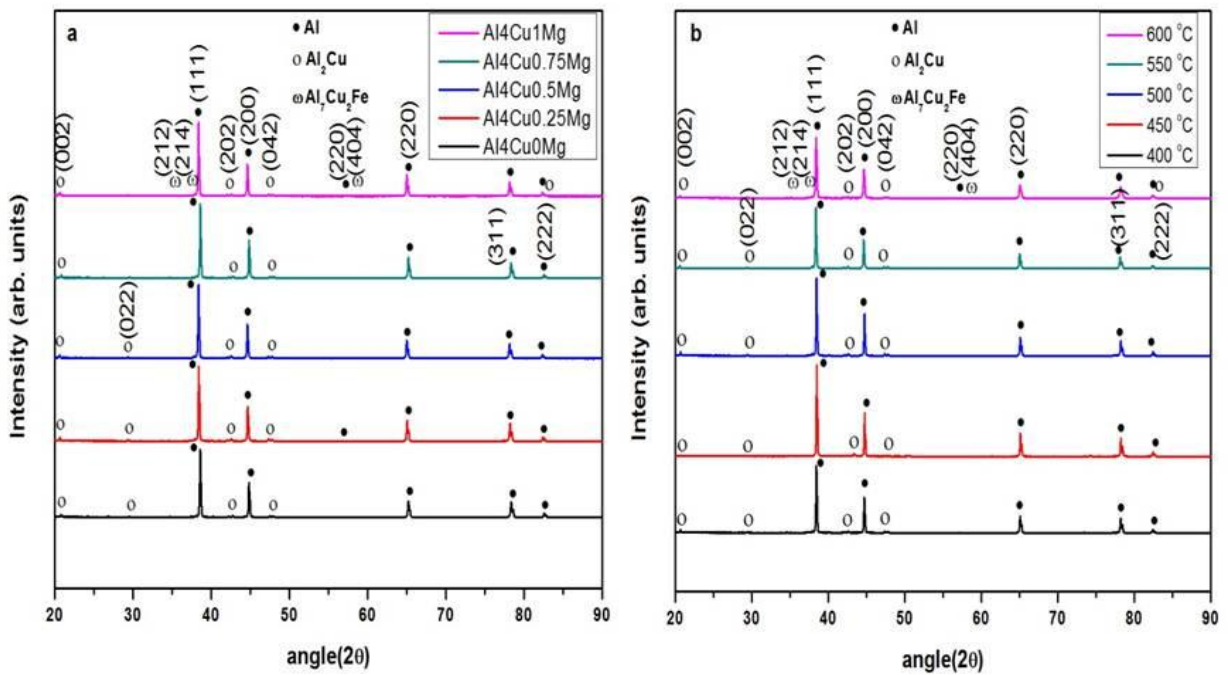 a
● Al
o Al2Cu
ῳ Al7Cu2Fe
Al4Cu1Mg
Al4Cu0.75Mg
Al4Cu0.5Mg
Al4Cu0.25Mg
Al4Cu0Mg
(002)
(212)
(214)
(111)
(202)
(200)
(042)
(220)
(404)
(220)
(311)
(222)
(022)
Intensity (arb. units)
20 30 40 50 60 70 80 90
angle(2θ)
b
● Al
o Al2Cu
ῳ Al7Cu2Fe
600 °C
550 °C
500 °C
450 °C
400 °C
(002)
(022)
(212)
(214)
(111)
(202)
(200)
(042)
(220)
(404)
(220)
(311)
(222)
Intensity (arb. units)
20 30 40 50 60 70 80 90
angle(2θ)